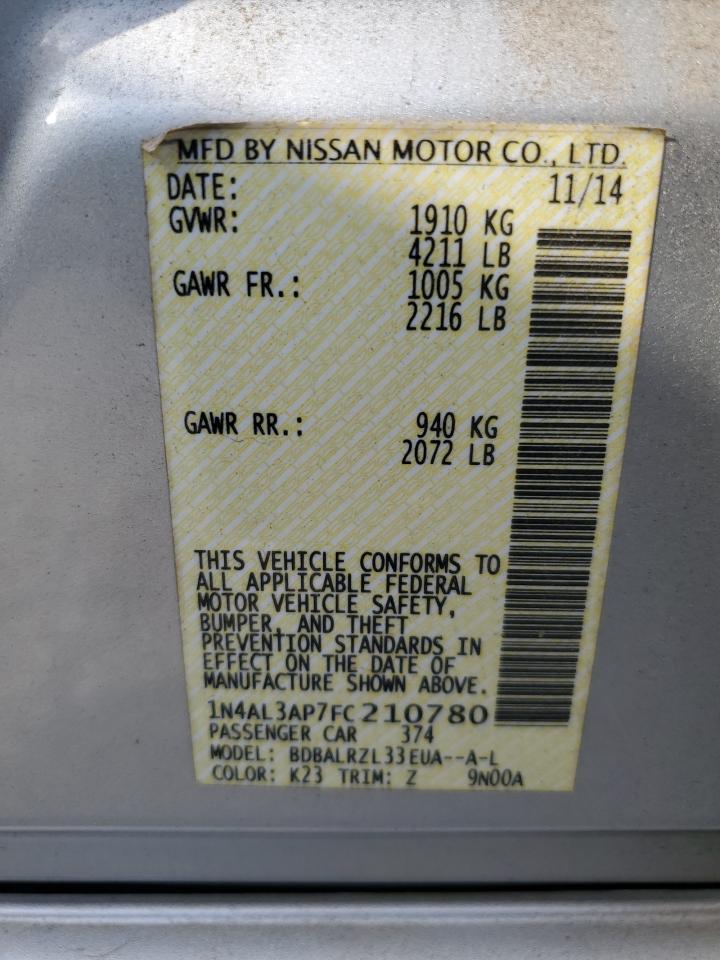 MFD BY NISSAN MOTOR CO., LTD.
DATE: 11/14
GVWR: 1910 KG
4211 LB
GAWR FR.: 1005 KG
2216 LB
GAWR RR.: 940 KG
2072 LB
THIS VEHICLE CONFORMS TO
ALL APPLICABLE FEDERAL
MOTOR VEHICLE SAFETY,
BUMPER, AND THEFT
PREVENTION STANDARDS IN
EFFECT ON THE DATE OF
MANUFACTURE SHOWN ABOVE.
1N4AL3AP7FC210780
PASSENGER CAR 374
MODEL: BDBALRZL33EUA--A-L
COLOR: K23 TRIM: Z 9N00A